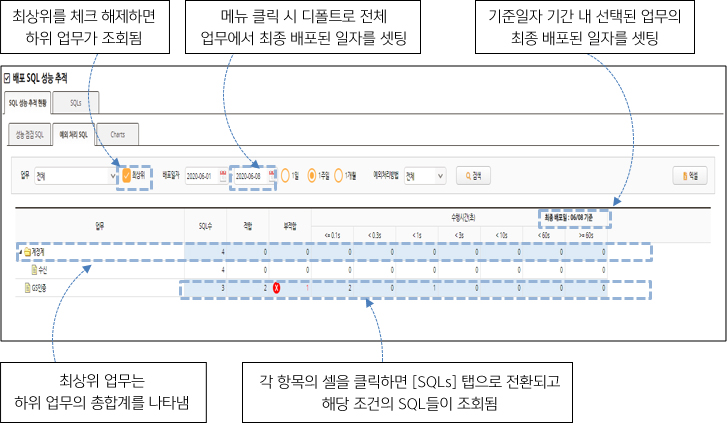 최상위를 체크 해제하면
하위 업무가 조회됨
메뉴 클릭 시 디폴트로 전체
업무에서 최종 배포된 일자를 셋팅
기준일자 기간 내 선택된 업무의
최종 배포된 일자를 셋팅
배포 SQL 성능 추적
SQL 성능 추적 현황 SQLs
성능 점검 SQL 예외 처리 SQL Charts
업무 전체 최상위 배포일자 2020-06-01 2020-06-08 1일 1주일 1개월 예외처리방법 전체 검색 엑셀
최종 배포일 : 06/08 기준
업무 SQL수 적합 부적합 수행시간(초)
<= 0.1s < 0.3s < 1s < 3s < 10s < 60s >= 60s
계정계 4 0 0 0 0 0 0 0 0 0
수신 4 0 0 0 0 0 0 0 0 0
GS인증 3 2 1 2 0 1 0 0 0 0
최상위 업무는
하위 업무의 총합계를 나타냄
각 항목의 셀을 클릭하면 [SQLs] 탭으로 전환되고
해당 조건의 SQL들이 조회됨